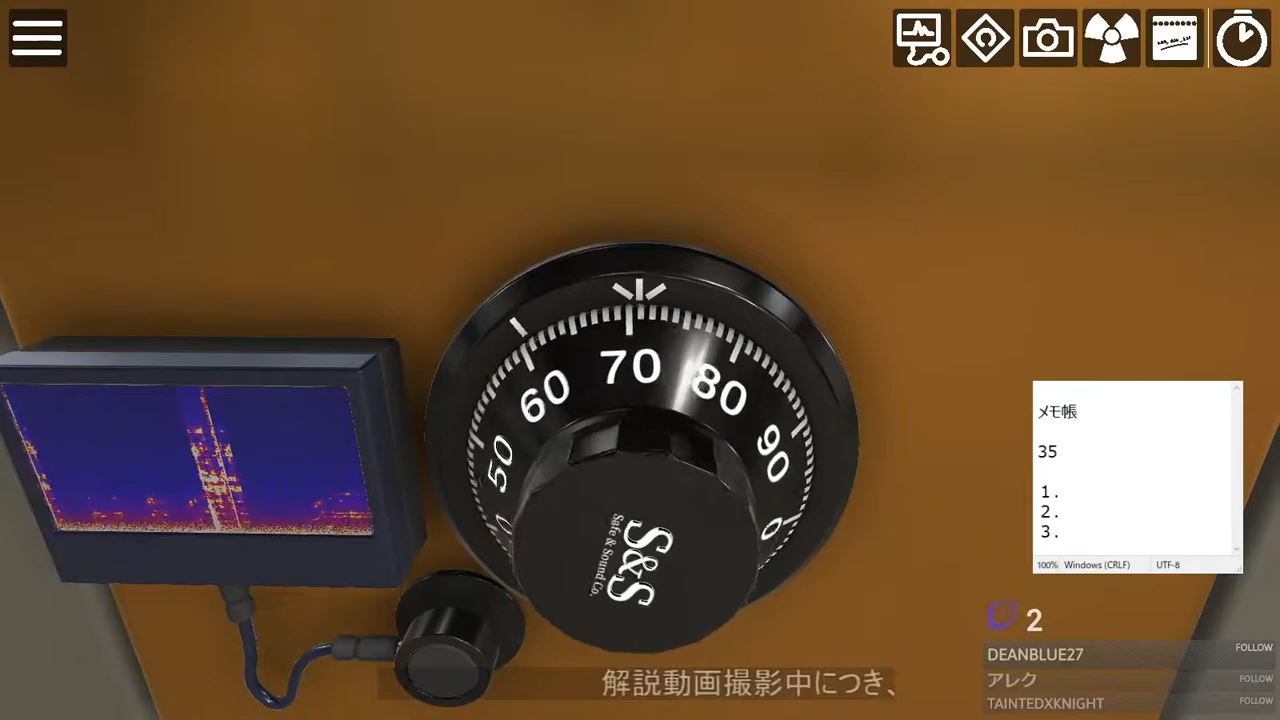 70
60
80
50
90
0
S&S
Safe & Sound Co.
メモ帳
35
1.
2.
3.
100% Windows (CRLF) UTF-8
2
DEANBLUE27 FOLLOW
アレク FOLLOW
TAINTEDXKNIGHT FOLLOW
解説動画撮影中につき、